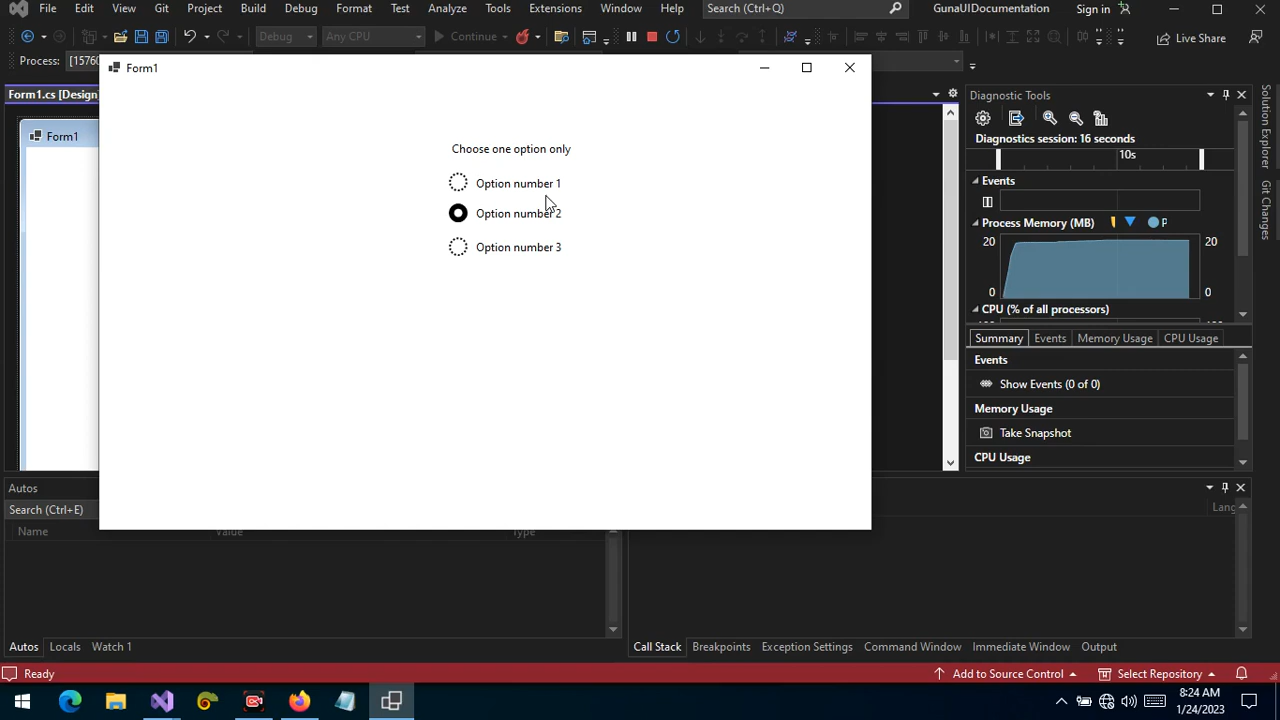 File Edit View Git Project Build Debug Format Test Analyze Tools Extensions Window Help Search (Ctrl+Q) GunaUIDocumentation Sign in
Debug Any CPU Continue Live Share
Process: [15760
Form1
Form1.cs [Design]
Diagnostic Tools
Form1
Diagnostics session: 16 seconds
10s
Choose one option only
Option number 1
Option number 2
Option number 3
Events
Process Memory (MB) P
20 20
0 0
CPU (% of all processors)
Summary Events Memory Usage CPU Usage
Events
Show Events (0 of 0)
Memory Usage
Take Snapshot
CPU Usage
Solution Explorer
Git Changes
Autos
Search (Ctrl+E)
Name Value Type
Lang
Autos Locals Watch 1
Call Stack Breakpoints Exception Settings Command Window Immediate Window Output
Ready Add to Source Control Select Repository
8:24 AM
1/24/2023